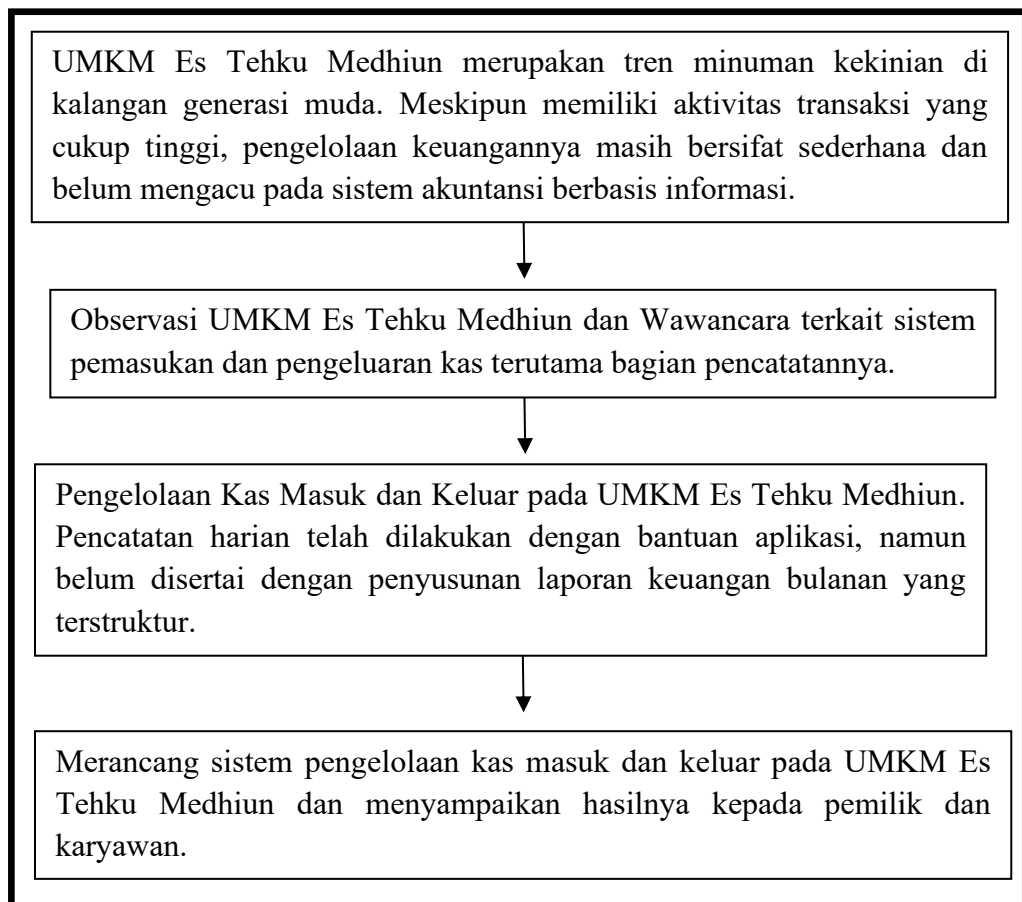 UMKM Es Tehku Medhiun merupakan tren minuman kekinian di
kalangan generasi muda. Meskipun memiliki aktivitas transaksi yang
cukup tinggi, pengelolaan keuangannya masih bersifat sederhana dan
belum mengacu pada sistem akuntansi berbasis informasi.
Observasi UMKM Es Tehku Medhiun dan Wawancara terkait sistem
pemasukan dan pengeluaran kas terutama bagian pencatatannya.
Pengelolaan Kas Masuk dan Keluar pada UMKM Es Tehku Medhiun.
Pencatatan harian telah dilakukan dengan bantuan aplikasi, namun
belum disertai dengan penyusunan laporan keuangan bulanan yang
terstruktur.
Merancang sistem pengelolaan kas masuk dan keluar pada UMKM Es
Tehku Medhiun dan menyampaikan hasilnya kepada pemilik dan
karyawan.